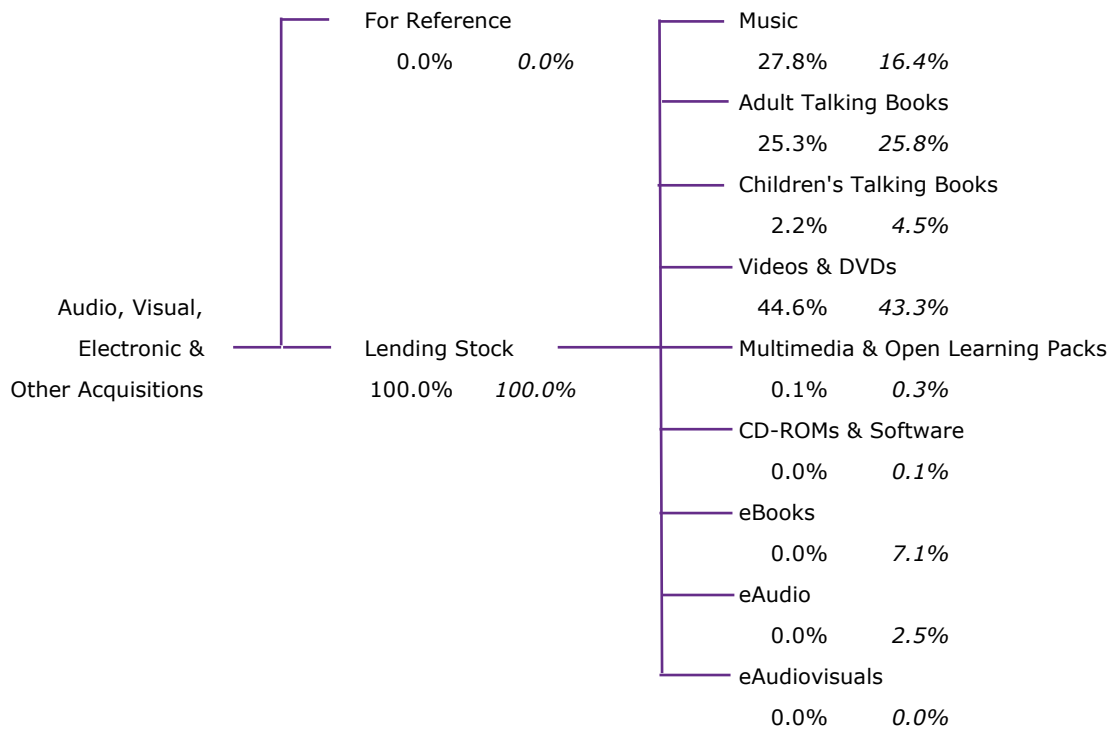 For Reference
0.0% 0.0%
Audio, Visual,
Electronic &
Other Acquisitions
Lending Stock
100.0% 100.0%
Music
27.8% 16.4%
Adult Talking Books
25.3% 25.8%
Children's Talking Books
2.2% 4.5%
Videos & DVDs
44.6% 43.3%
Multimedia & Open Learning Packs
0.1% 0.3%
CD-ROMs & Software
0.0% 0.1%
eBooks
0.0% 7.1%
eAudio
0.0% 2.5%
eAudiovisuals
0.0% 0.0%